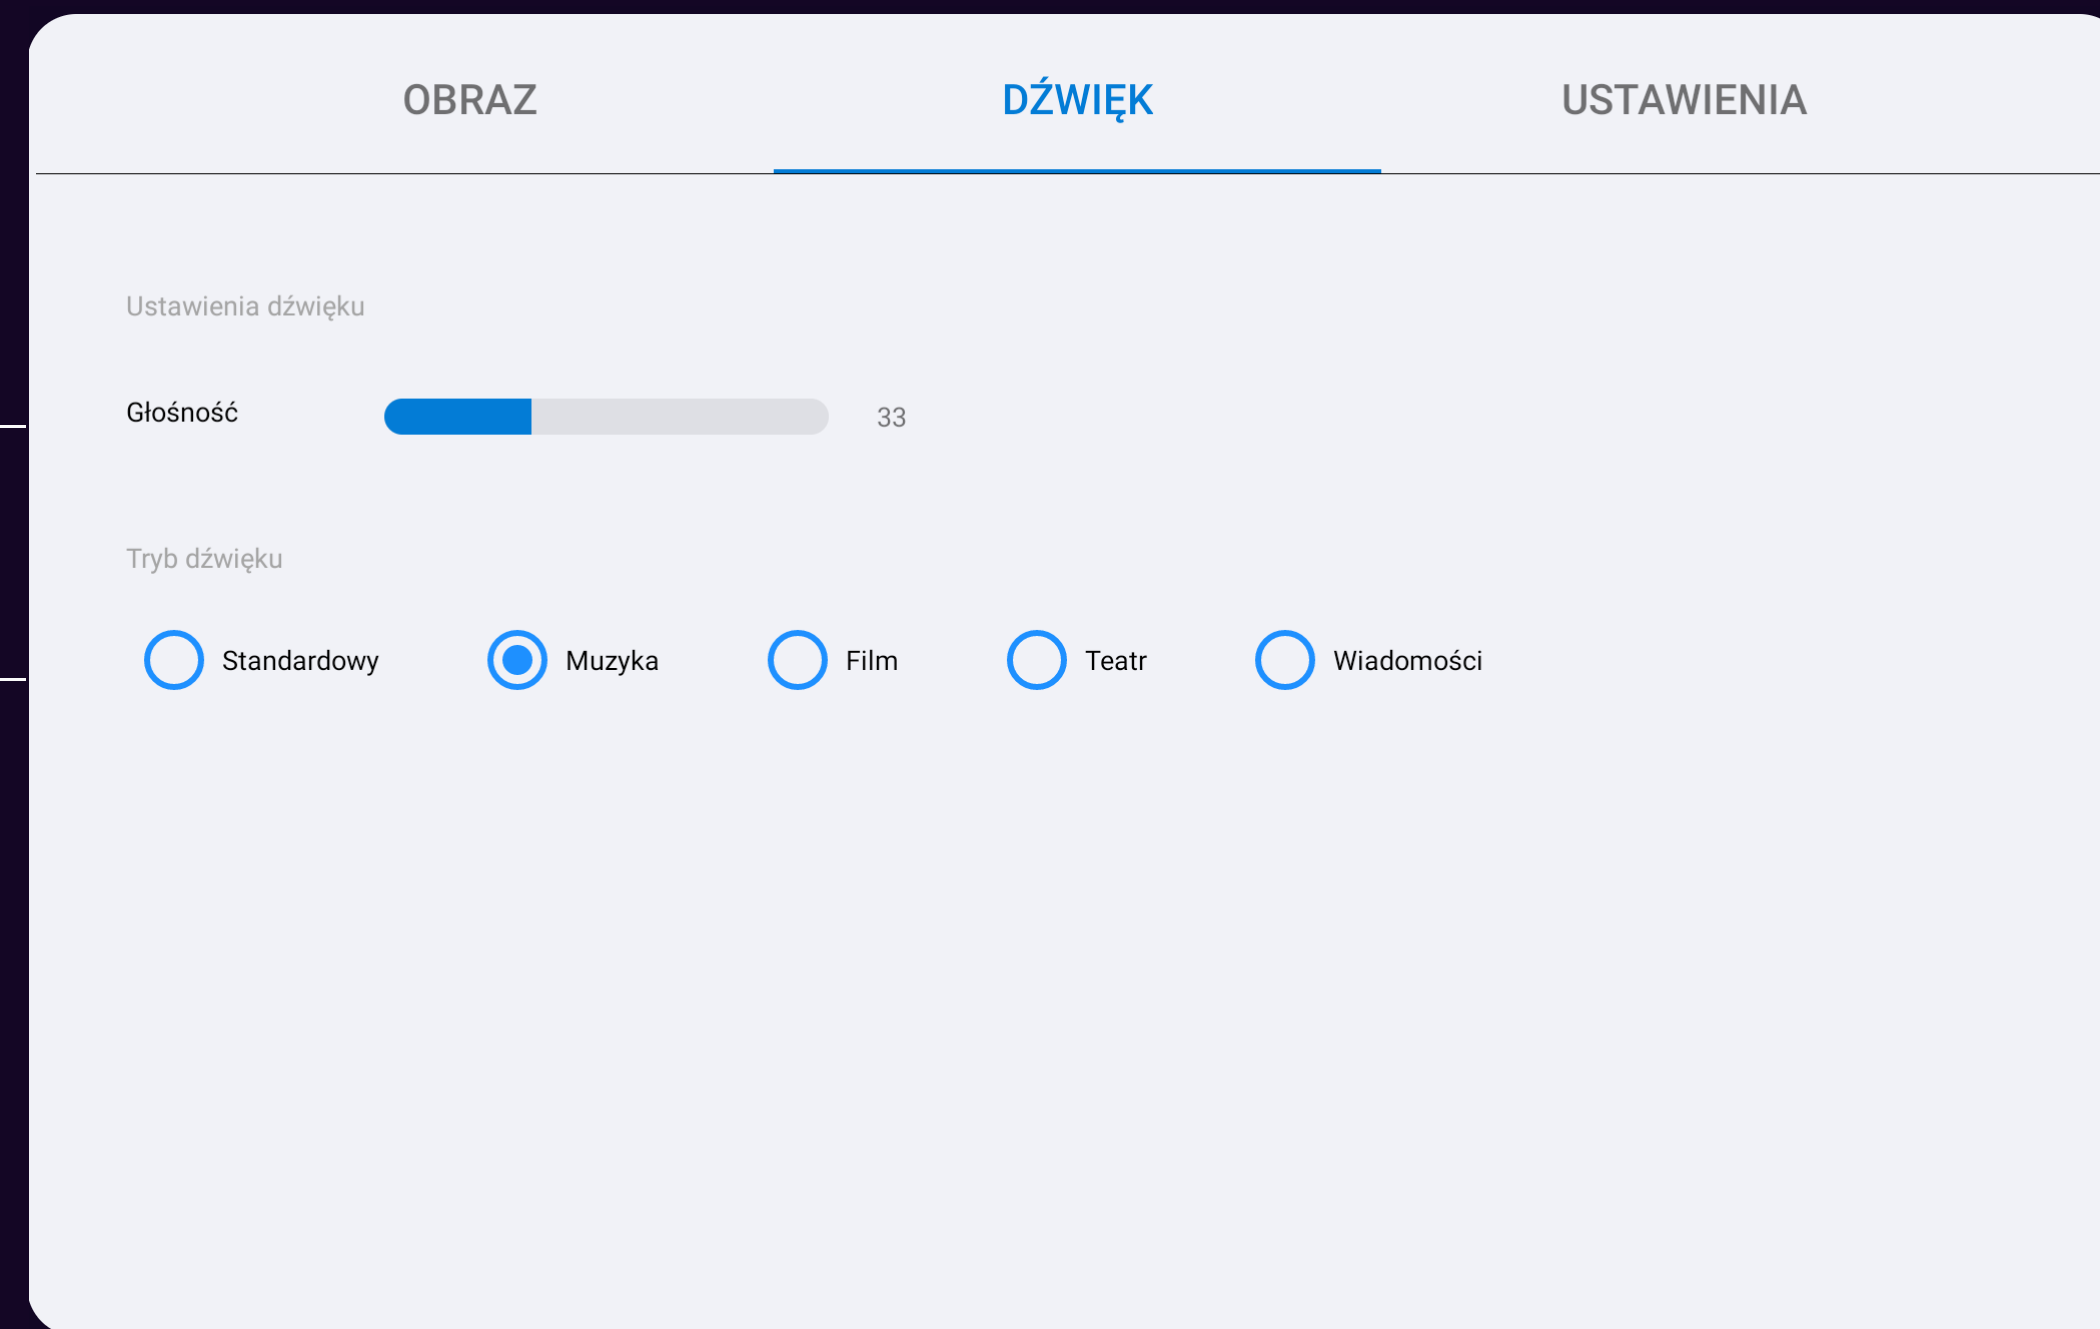 OBRAZ DŹWIĘK USTAWIENIA
Ustawienia dźwięku
Głośność 33
Tryb dźwięku
Standardowy Muzyka Film Teatr Wiadomości